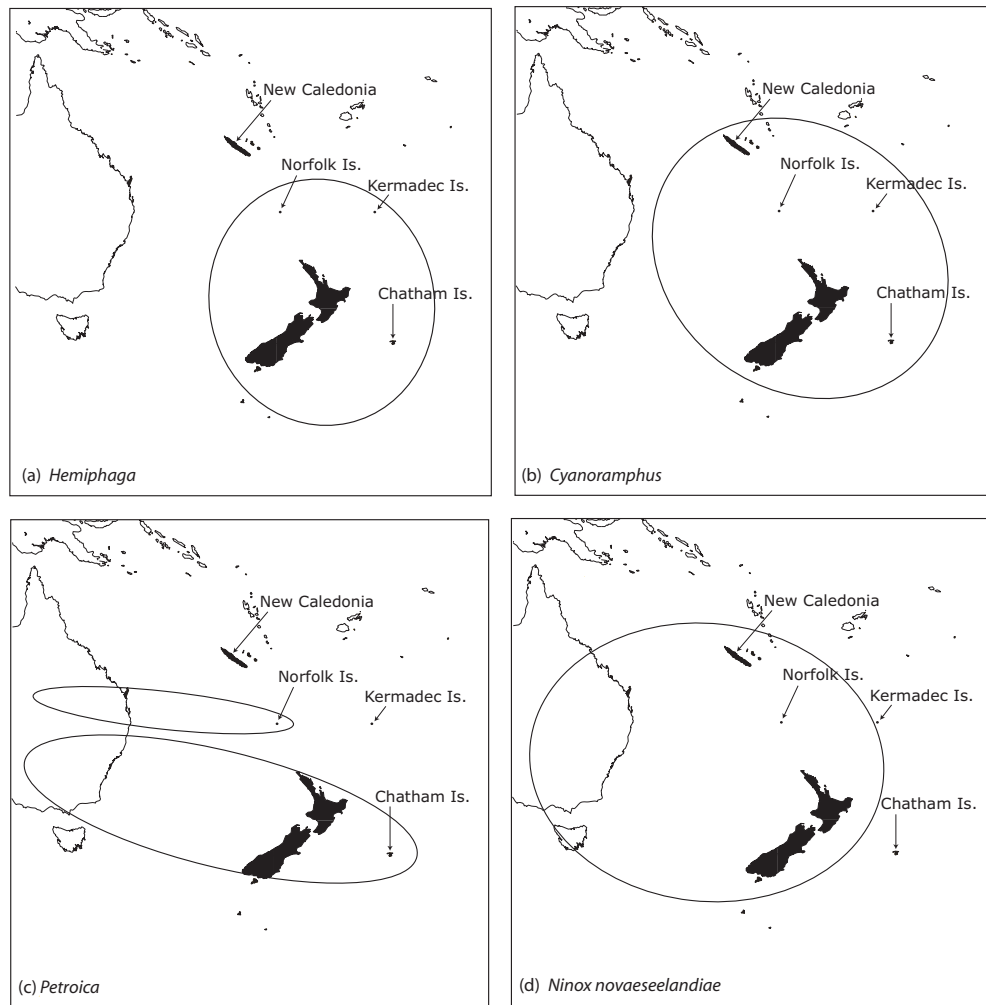 New Caledonia
Norfolk Is.
Kermadec Is.
Chatham Is.
(a) Hemiphaga
New Caledonia
Norfolk Is.
Kermadec Is.
Chatham Is.
(b) Cyanoramphus
New Caledonia
Norfolk Is.
Kermadec Is.
Chatham Is.
(c) Petroica
New Caledonia
Norfolk Is.
Kermadec Is.
Chatham Is.
(d) Ninox novaeseelandiae